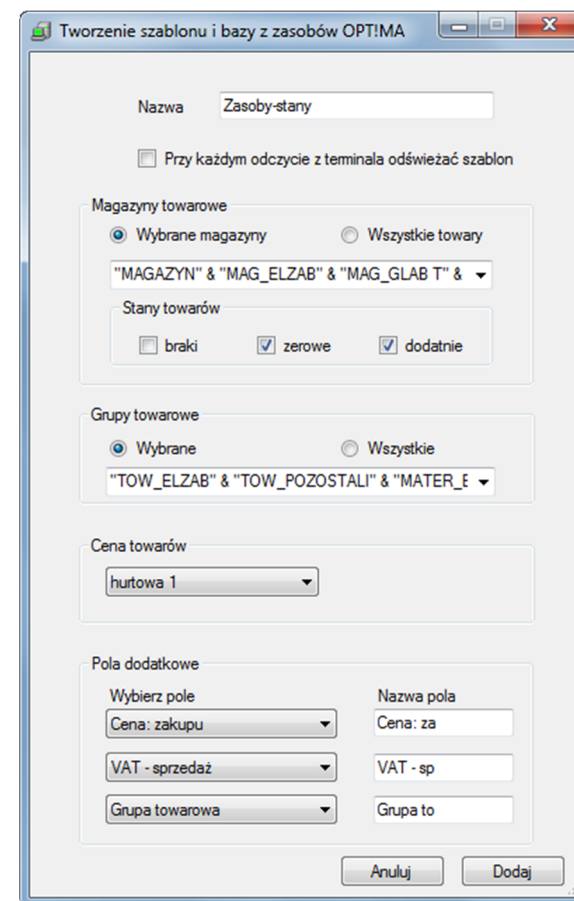 Tworzenie szablonu i bazy z zasobów OPT!MA
Nazwa Zasoby-stany
Przy każdym odczycie z terminala odświeżać szablon
Magazyny towarowe
Wybrane magazyny Wszystkie towary
"MAGAZYN" & "MAG_ELZAB" & "MAG_GLAB T" &
Stany towarów
braki zerowe dodatnie
Grupy towarowe
Wybrane Wszystkie
"TOW_ELZAB" & "TOW_POZOSTALI" & "MATER_E
Cena towarów
hurtowa 1
Pola dodatkowe
Wybierz pole Nazwa pola
Cena: zakupu Cena: za
VAT - sprzedaż VAT - sp
Grupa towarowa Grupa to
Anuluj Dodaj